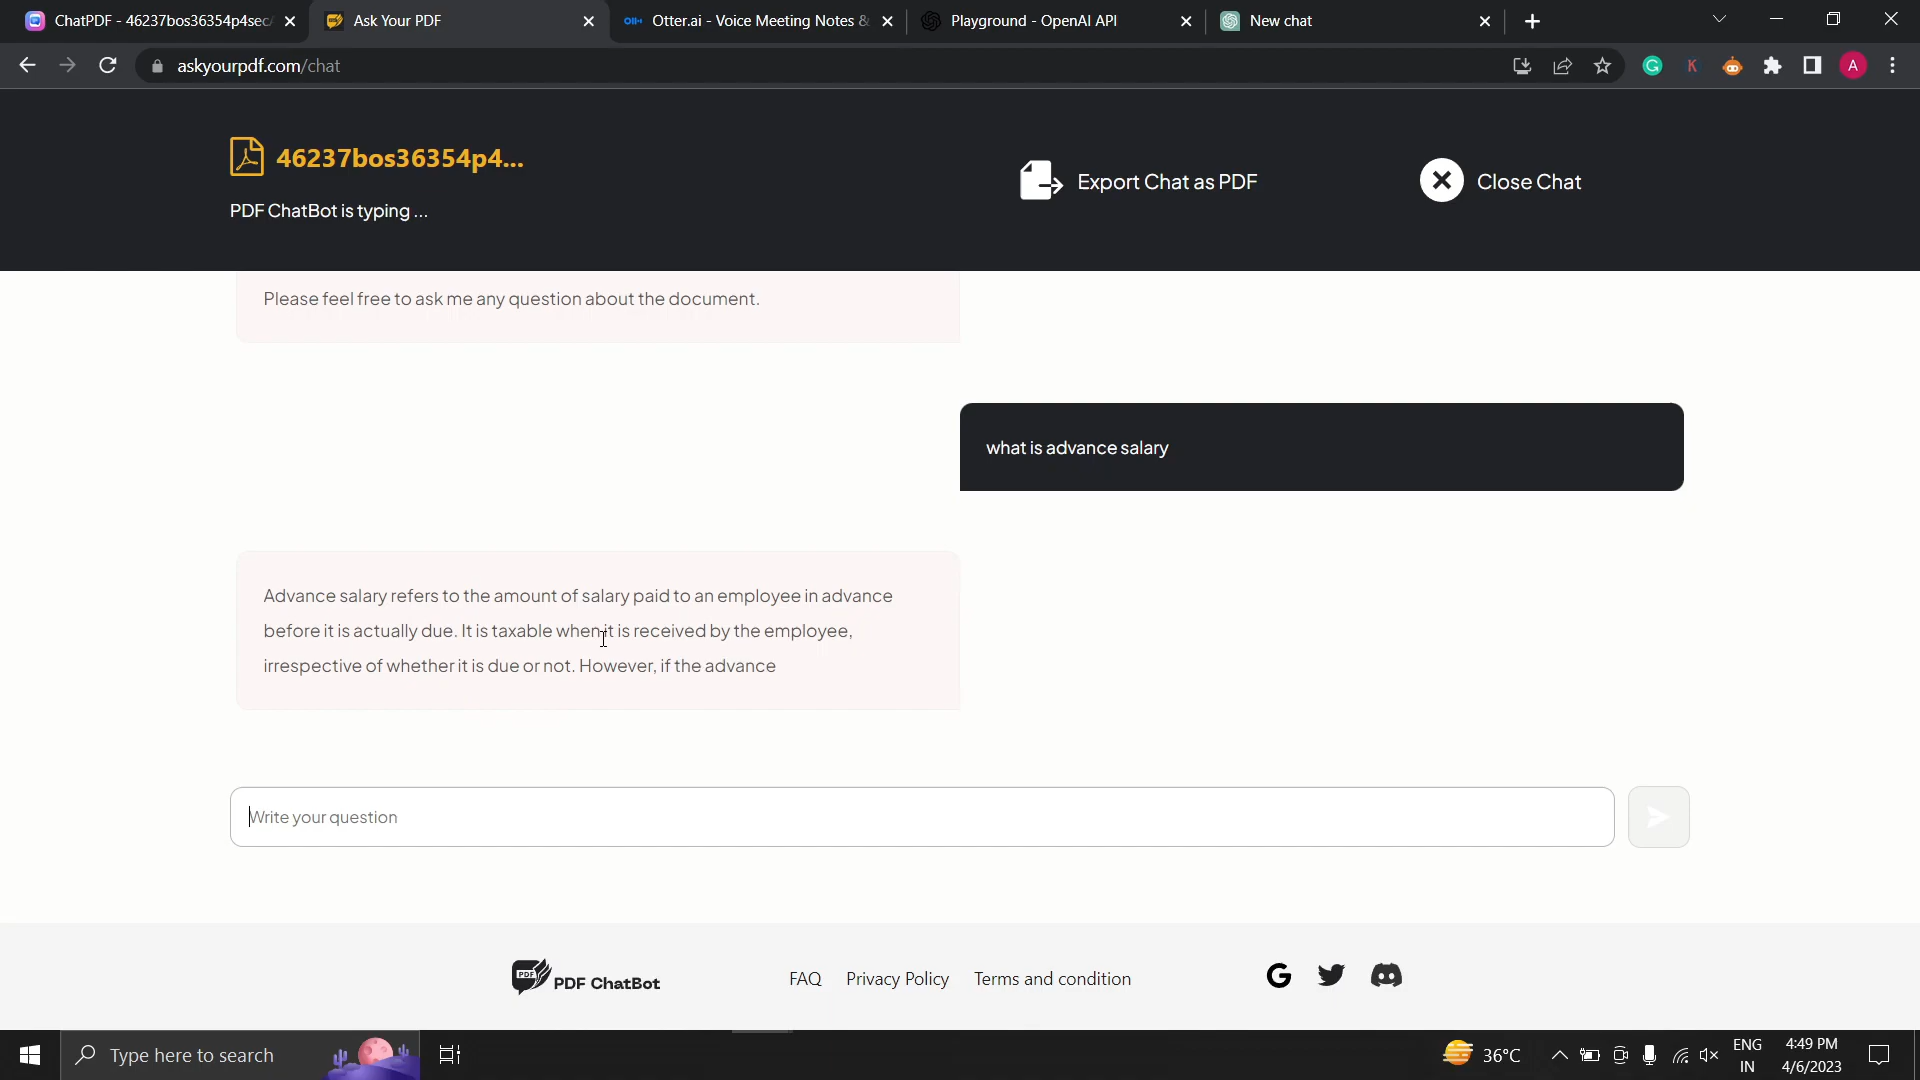 ChatPDF - 46237bos36354p4sec
Ask Your PDF
Otter.ai - Voice Meeting Notes &
Playground - OpenAI API
New chat
askyourpdf.com/chat
G
K
A
46237bos36354p4...
PDF ChatBot is typing ...
Export Chat as PDF
Close Chat
Please feel free to ask me any question about the document.
what is advance salary
Advance salary refers to the amount of salary paid to an employee in advance
before it is actually due. It is taxable when it is received by the employee,
irrespective of whether it is due or not. However, if the advance
Write your question
PDF
PDF ChatBot
FAQ
Privacy Policy
Terms and condition
G
Type here to search
36°C
ENG
IN
4:49 PM
4/6/2023